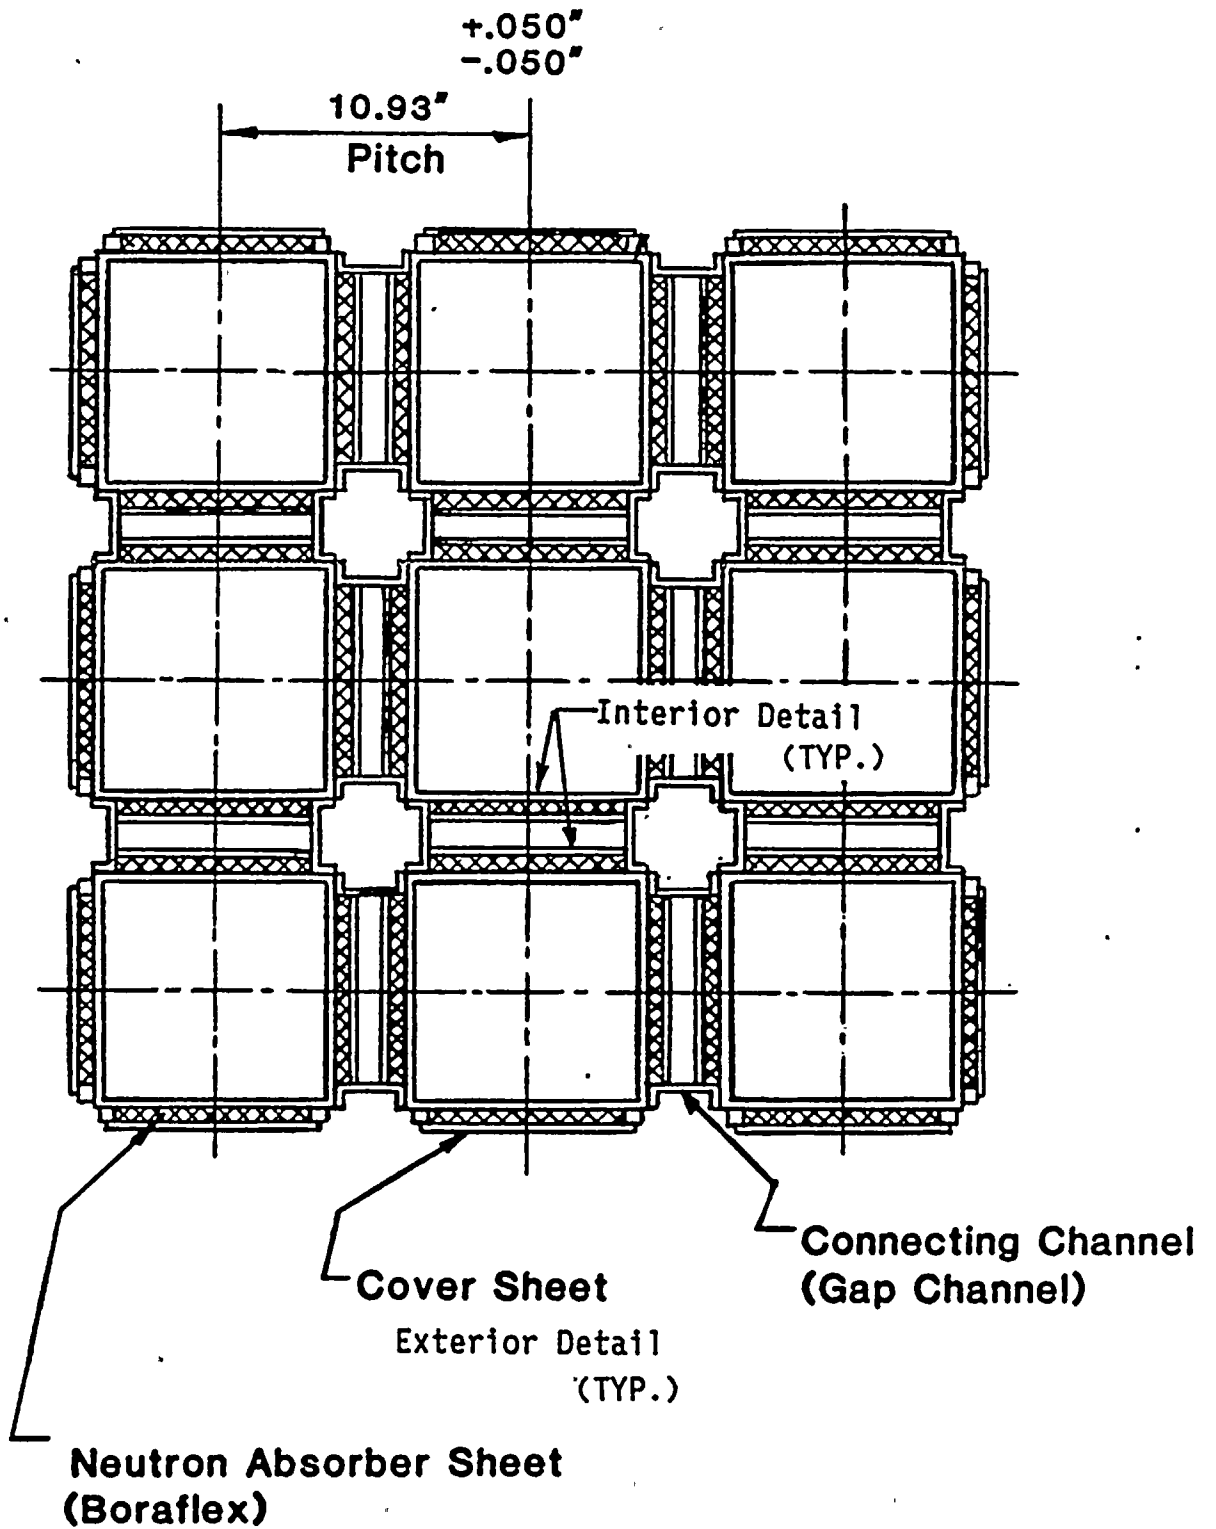 +.050"
-.050"
10.93"
Pitch
Interior Detail
(TYP.)
Connecting Channel
(Gap Channel)
Cover Sheet
Exterior Detail
(TYP.)
Neutron Absorber Sheet
(Boraflex)